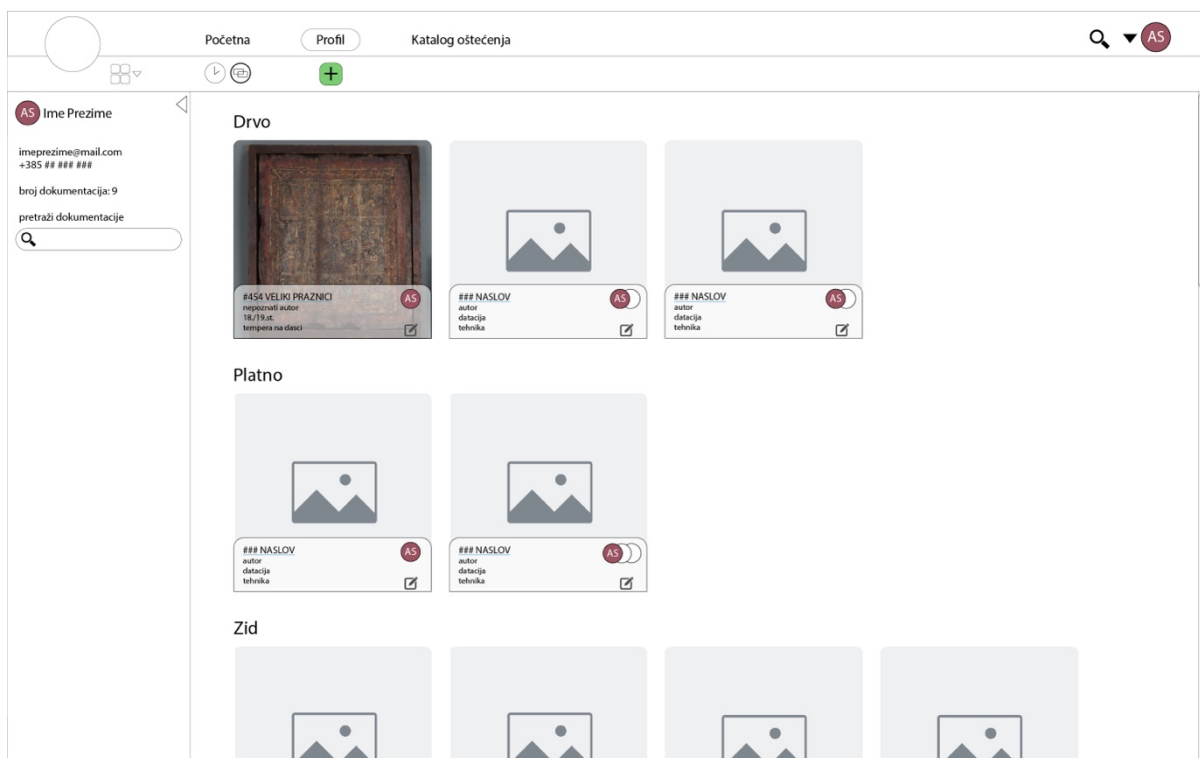 Početna
Profil
Katalog oštećenja
AS
AS Ime Prezime
imeprezime@mail.com
+385 ## ### ###
broj dokumentacija: 9
pretraži dokumentacije
Drvo
#454 VELIKI PRAZNICI
AS
nepoznati autor
18./19.st.
tempera na dasci
### NASLOV
AS
autor
datacija
tehnika
### NASLOV
AS
autor
datacija
tehnika
Platno
### NASLOV
AS
autor
datacija
tehnika
### NASLOV
AS
autor
datacija
tehnika
Zid